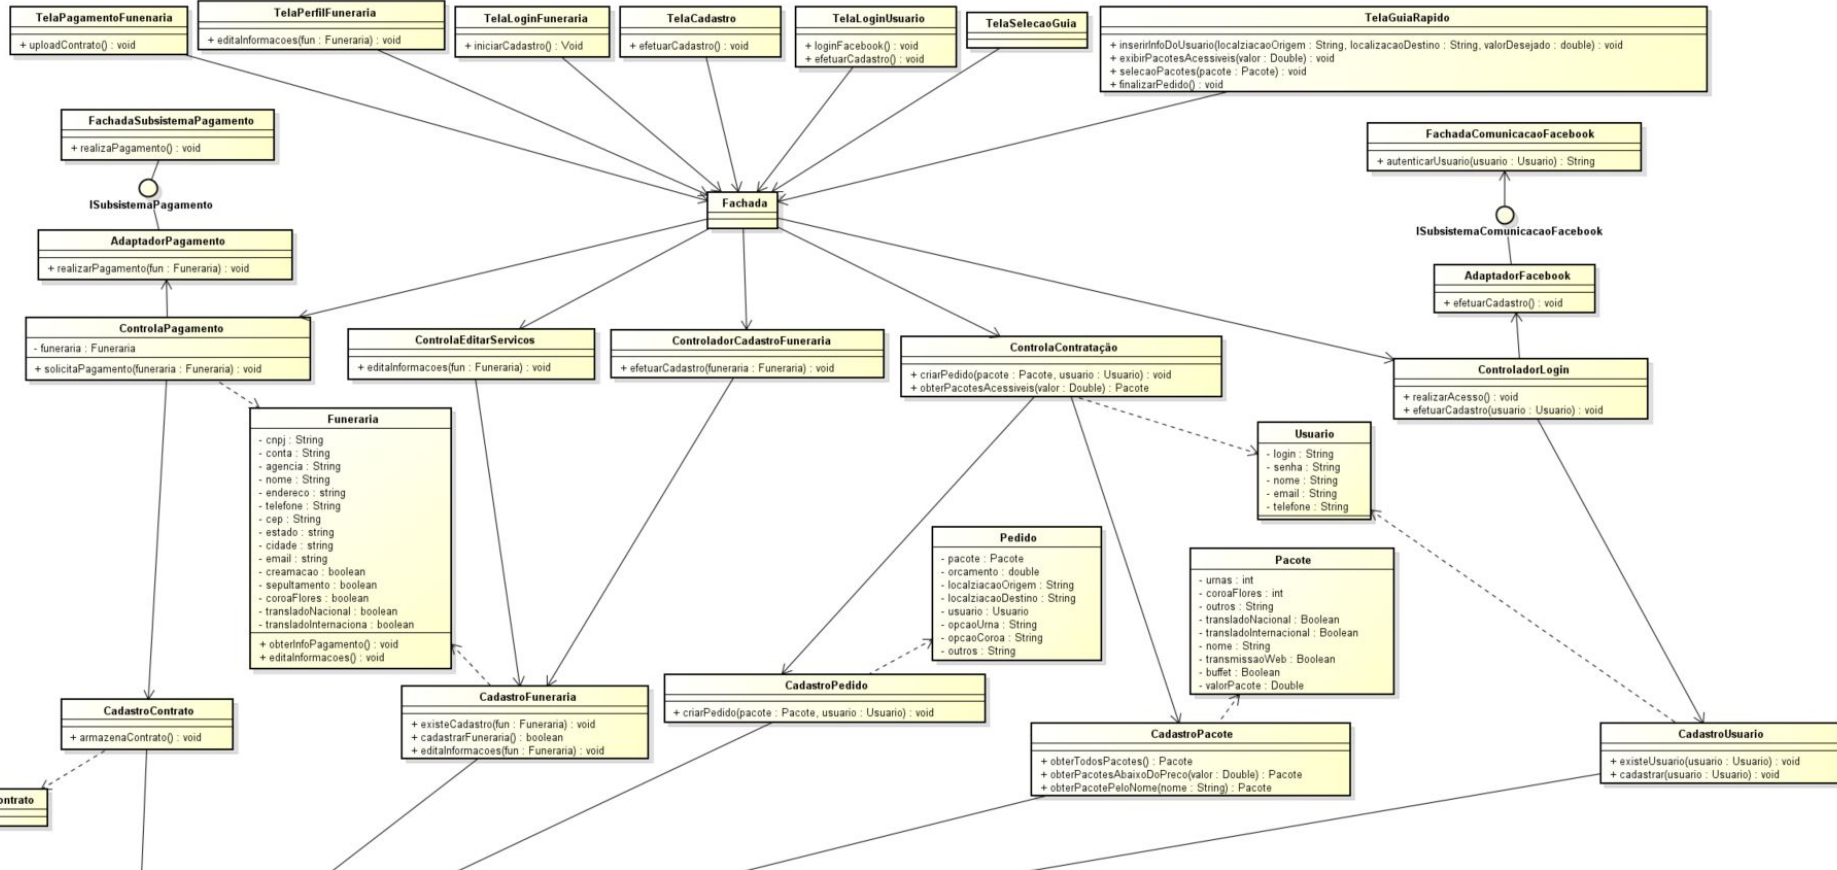 TelaPagamentoFunenaria
+ uploadContrato() : void
TelaPerfilFuneraria
+ editaInformacoes(fun : Funeraria) : void
TelaLoginFuneraria
+ iniciarCadastro() : Void
TelaCadastro
+ efetuarCadastro() : void
TelaLoginUsuario
+ loginFacebook() : void
+ efetuarCadastro() : void
TelaSelecaoGuia
TelaGuiaRapido
+ inserirInfoDoUsuario(localziacaoOrigem : String, localizacaoDestino : String, valorDesejado : double) : void
+ exibirPacotesAcessiveis(valor : Double) : void
+ selecaoPacotes(pacote : Pacote) : void
+ finalizarPedido() : void
FachadaSubsistemaPagamento
+ realizaPagamento() : void
ISubsistemaPagamento
AdaptadorPagamento
+ realizarPagamento(fun : Funeraria) : void
Fachada
FachadaComunicacaoFacebook
+ autenticarUsuario(usuario : Usuario) : String
ISubsistemaComunicacaoFacebook
AdaptadorFacebook
+ efetuarCadastro() : void
ControlaPagamento
- funeraria : Funeraria
+ solicitaPagamento(funeraria : Funeraria) : void
ControlaEditarServicos
+ editaInformacoes(fun : Funeraria) : void
ControladorCadastroFuneraria
+ efetuarCadastro(funeraria : Funeraria) : void
ControlaContratação
+ criarPedido(pacote : Pacote, usuario : Usuario) : void
+ obterPacotesAcessiveis(valor : Double) : Pacote
ControladorLogin
+ realizarAcesso() : void
+ efetuarCadastro(usuario : Usuario) : void
Funeraria
- cnpj : String
- conta : String
- agencia : String
- nome : String
- endereco : string
- telefone : String
- cep : String
- estado : string
- cidade : string
- email : string
- creamacao : boolean
- sepultamento : boolean
- coroaFlores : boolean
- transladoNacional : boolean
- transladoInternaciona : boolean
+ obterInfoPagamento() : void
+ editaInformacoes() : void
Usuario
- login : String
- senha : String
- nome : String
- email : String
- telefone : String
Pedido
- pacote : Pacote
- orcamento : double
- localziacaoOrigem : String
- localziacaoDestino : String
- usuario : Usuario
- opcaoUrna : String
- opcaoCoroa : String
- outros : String
Pacote
- urnas : int
- coroaFlores : int
- outros : String
- transladoNacional : Boolean
- transladoInternacional : Boolean
- nome : String
- transmissaoWeb : Boolean
- buffet : Boolean
- valorPacote : Double
CadastroContrato
+ armazenaContrato() : void
ontrato
CadastroFuneraria
+ existeCadastro(fun : Funeraria) : void
+ cadastrarFuneraria() : boolean
+ editaInformacoes(fun : Funeraria) : void
CadastroPedido
+ criarPedido(pacote : Pacote, usuario : Usuario) : void
CadastroPacote
+ obterTodosPacotes() : Pacote
+ obterPacotesAbaixoDoPreco(valor : Double) : Pacote
+ obterPacotePeloNome(nome : String) : Pacote
CadastroUsuario
+ existeUsuario(usuario : Usuario) : void
+ cadastrar(usuario : Usuario) : void